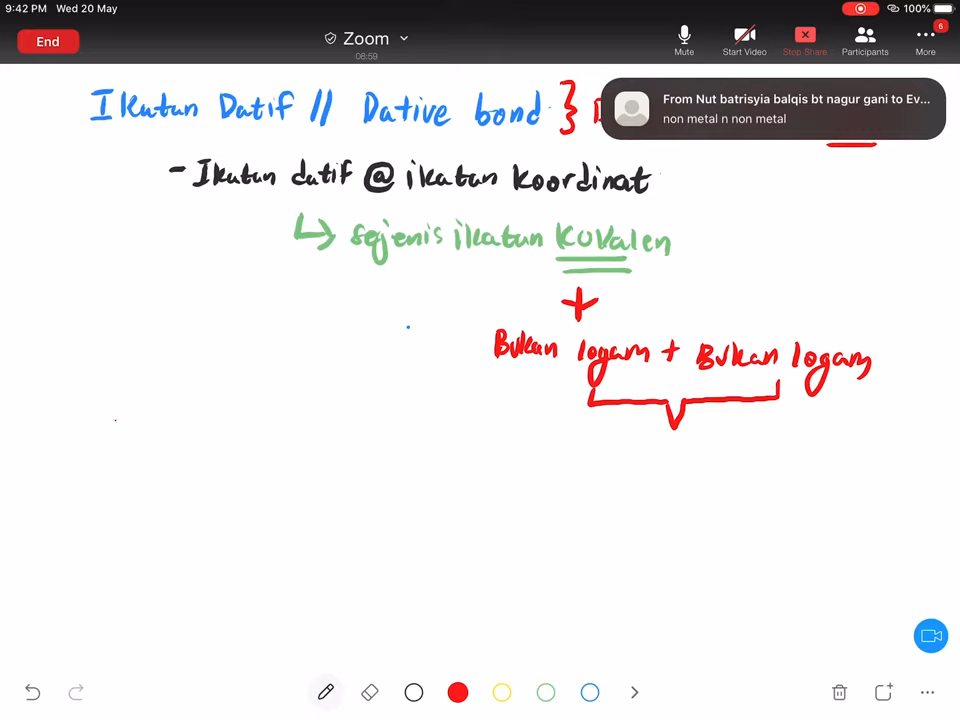 9:42 PM Wed 20 May
100%
End
Zoom
06:59
Mute
Start Video
Stop Share
Participants
6
More
Ikatan Datif // Dative bond }
From Nut batrisyia balqis bt nagur gani to Ev...
non metal n non metal
- Ikatan datif @ ikatan koordinat
↳ sejenis ikatan kovalen
+
Bukan logam + Bukan logam